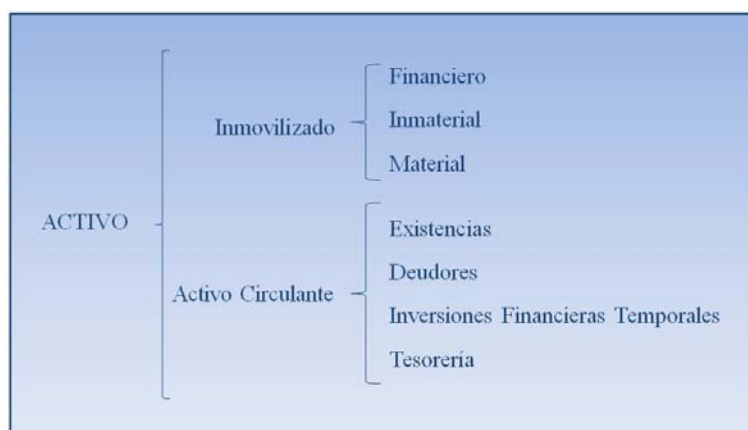 ACTIVO
Inmovilizado
Financiero
Inmaterial
Material
Activo Circulante
Existencias
Deudores
Inversiones Financieras Temporales
Tesorería